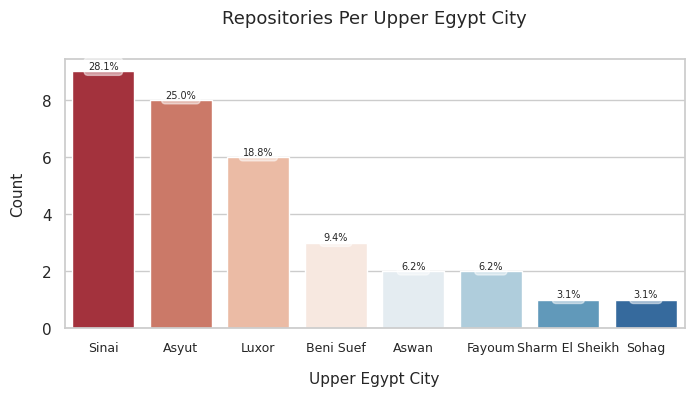 Repositories Per Upper Egypt City
Count
8
6
4
2
0
28.1%
25.0%
18.8%
9.4%
6.2%
6.2%
3.1%
3.1%
Sinai
Asyut
Luxor
Beni Suef
Aswan
Fayoum
Sharm El Sheikh
Sohag
Upper Egypt City